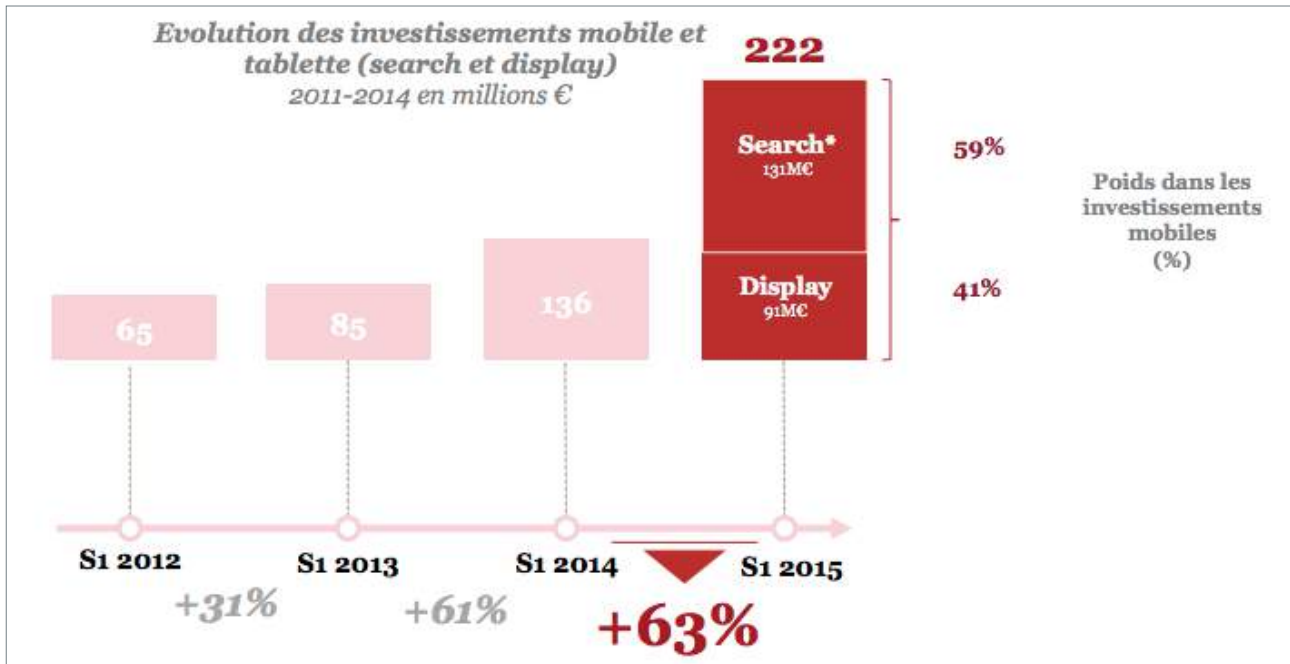 Evolution des investissements mobile et
tablette (search et display)
2011-2014 en millions €
222
Search*
131M€
59%
Poids dans les
investissements
mobiles
(%)
Display
91M€
41%
65
85
136
S1 2012
S1 2013
S1 2014
S1 2015
+31%
+61%
+63%